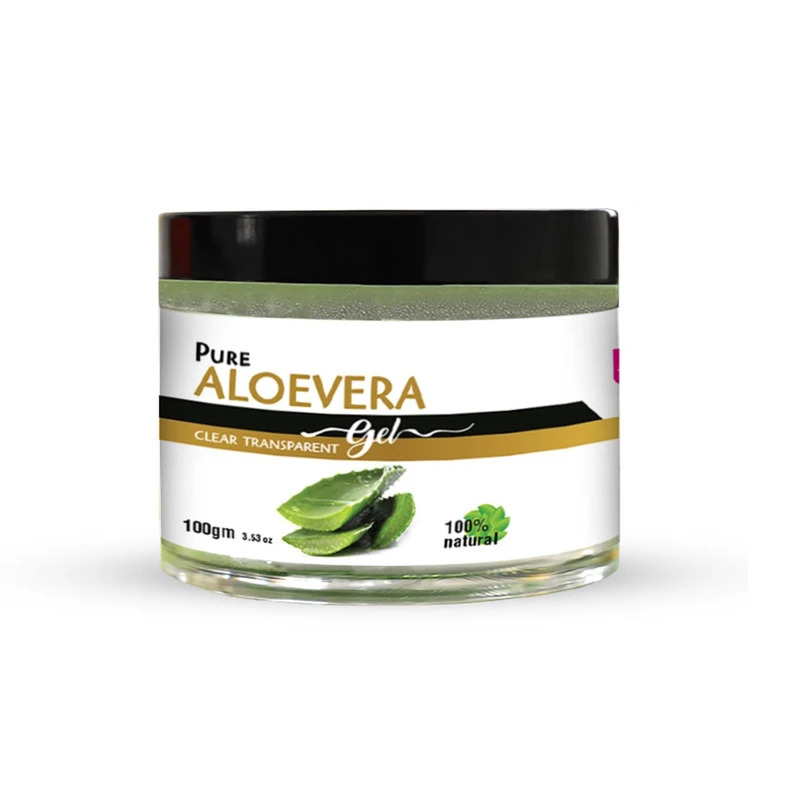 PURE
ALOEVERA
Gel
CLEAR TRANSPARENT
100gm 3.53 oz
100%
natural